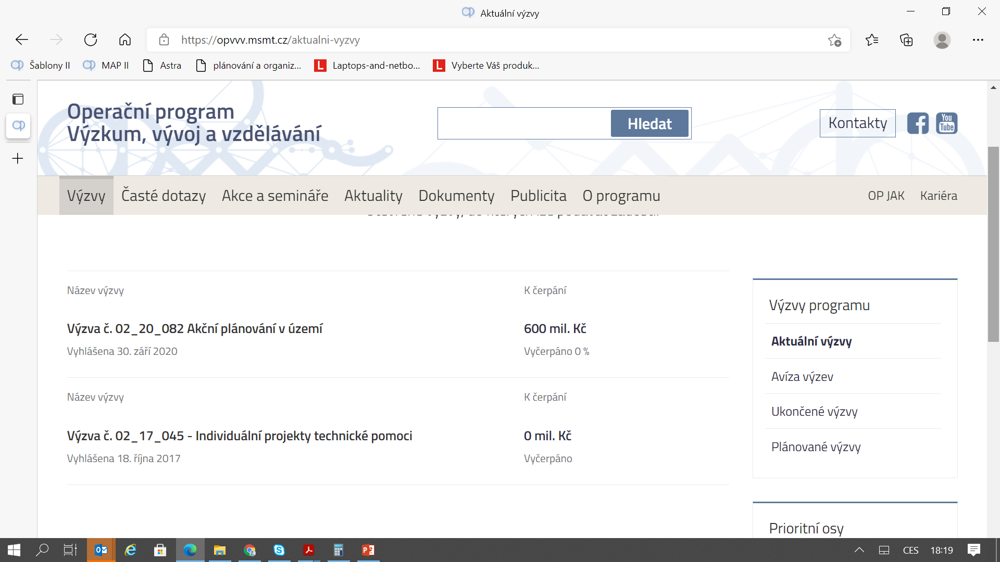 Aktuální výzvy
https://opvvv.msmt.cz/aktualni-vyzvy
Šablony II
MAP II
Astra
plánování a organiz...
L Laptops-and-netbo...
L Vyberte Váš produk...
Operační program
Výzkum, vývoj a vzdělávání
Hledat
Kontakty
You
Tube
Výzvy
Časté dotazy
Akce a semináře
Aktuality
Dokumenty
Publicita
O programu
OP JAK
Kariéra
Název výzvy
K čerpání
Výzva č. 02_20_082 Akční plánování v území
600 mil. Kč
Vyhlášena 30. září 2020
Vyčerpáno 0 %
Název výzvy
K čerpání
Výzva č. 02_17_045 - Individuální projekty technické pomoci
0 mil. Kč
Vyhlášena 18. října 2017
Vyčerpáno
Výzvy programu
Aktuální výzvy
Avíza výzev
Ukončené výzvy
Plánované výzvy
Prioritní osy
CES
18:19